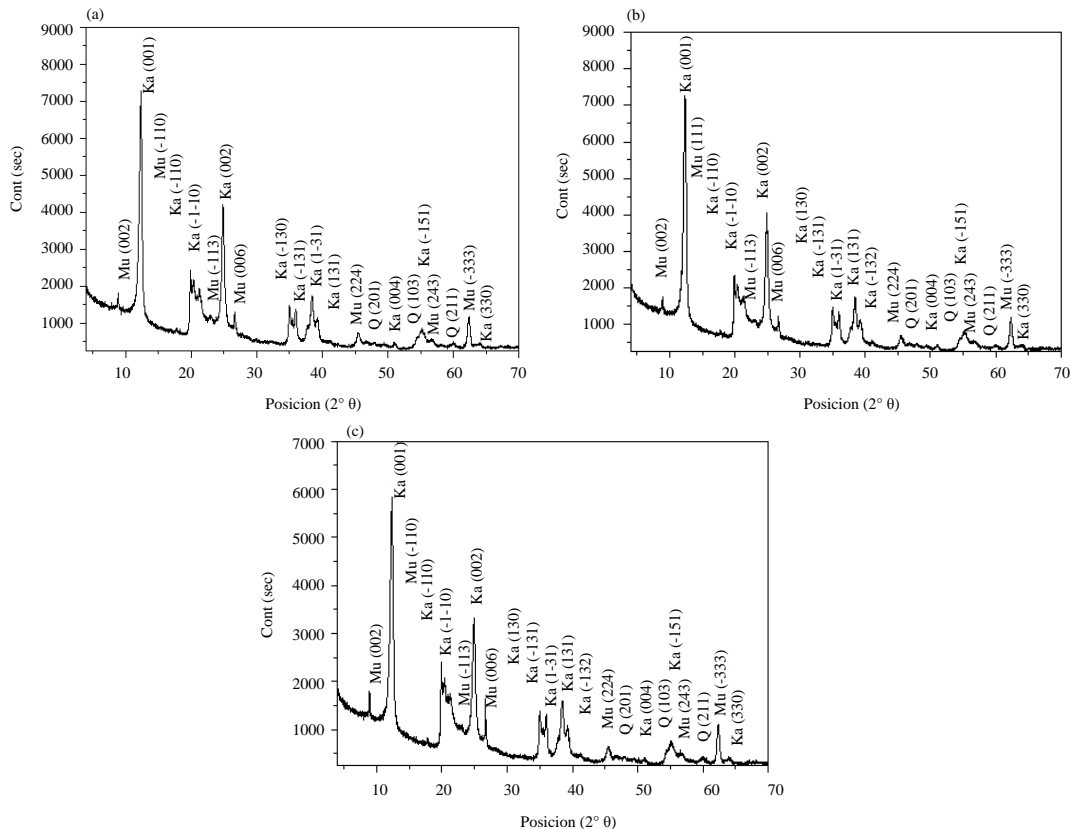 (a)
9000
8000
7000
6000
5000
4000
3000
2000
1000
Cont (sec)
Mu (002)
Ka (001)
Mu (-110)
Ka (-110)
Ka (-1-10)
Mu (-113)
Ka (002)
Mu (006)
Ka (-130)
Ka (-131)
Ka (1-31)
Ka (131)
Mu (224)
Q (201)
Ka (004)
Q (103)
Ka (-151)
Mu (243)
Q (211)
Mu (-333)
Ka (330)
10 20 30 40 50 60 70
Posicion (2° θ)
(b)
9000
8000
7000
6000
5000
4000
3000
2000
1000
Cont (sec)
Mu (002)
Ka (001)
Mu (111)
Ka (-110)
Ka (-1-10)
Mu (-113)
Ka (002)
Mu (006)
Ka (130)
Ka (-131)
Ka (1-31)
Ka (131)
Ka (-132)
Mu (224)
Q (201)
Ka (004)
Q (103)
Ka (-151)
Mu (243)
Q (211)
Mu (-333)
Ka (330)
10 20 30 40 50 60 70
Posicion (2° θ)
(c)
7000
6000
5000
4000
3000
2000
1000
Cont (sec)
Mu (002)
Ka (001)
Mu (-110)
Ka (-110)
Ka (-1-10)
Mu (-113)
Ka (002)
Mu (006)
Ka (130)
Ka (-131)
Ka (1-31)
Ka (131)
Ka (-132)
Mu (224)
Q (201)
Ka (004)
Q (103)
Ka (-151)
Mu (243)
Q (211)
Mu (-333)
Ka (330)
10 20 30 40 50 60 70
Posicion (2° θ)